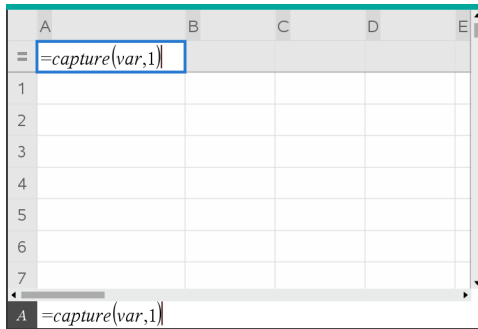 A B C D E
= =capture(var,1)
1
2
3
4
5
6
7
A =capture(var,1)